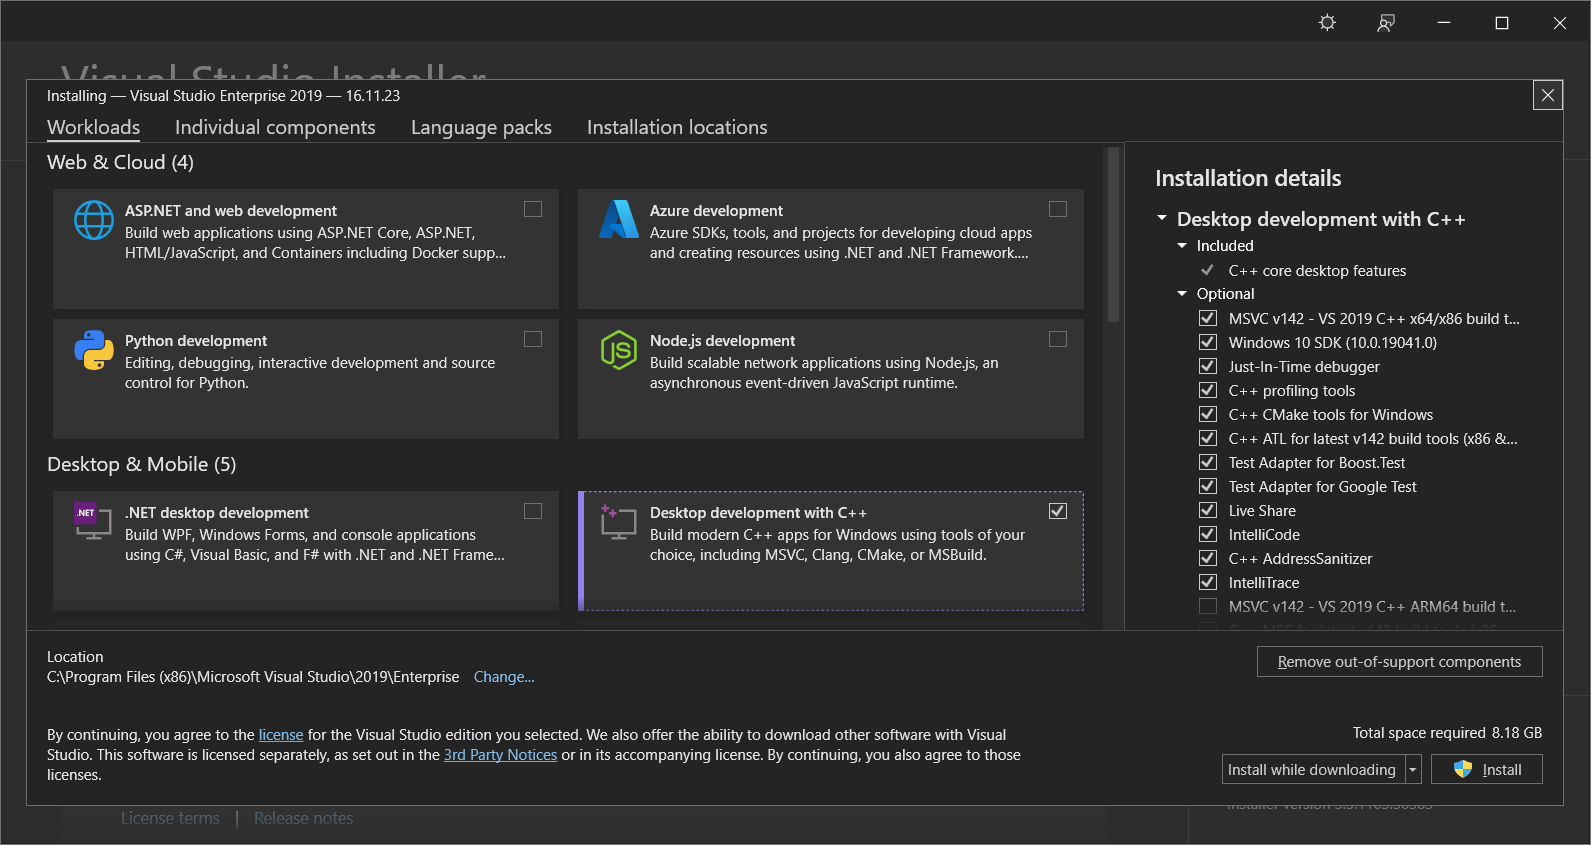 Visual Studio Installer
Installing — Visual Studio Enterprise 2019 — 16.11.23
Workloads
Individual components
Language packs
Installation locations
Web & Cloud (4)
ASP.NET and web development
Build web applications using ASP.NET Core, ASP.NET,
HTML/JavaScript, and Containers including Docker supp...
Azure development
Azure SDKs, tools, and projects for developing cloud apps
and creating resources using .NET and .NET Framework....
Python development
Editing, debugging, interactive development and source
control for Python.
JS
Node.js development
Build scalable network applications using Node.js, an
asynchronous event-driven JavaScript runtime.
Desktop & Mobile (5)
.NET
.NET desktop development
Build WPF, Windows Forms, and console applications
using C#, Visual Basic, and F# with .NET and .NET Frame...
Desktop development with C++
Build modern C++ apps for Windows using tools of your
choice, including MSVC, Clang, CMake, or MSBuild.
Installation details
Desktop development with C++
Included
C++ core desktop features
Optional
MSVC v142 - VS 2019 C++ x64/x86 build t...
Windows 10 SDK (10.0.19041.0)
Just-In-Time debugger
C++ profiling tools
C++ CMake tools for Windows
C++ ATL for latest v142 build tools (x86 &...
Test Adapter for Boost.Test
Test Adapter for Google Test
Live Share
IntelliCode
C++ AddressSanitizer
IntelliTrace
MSVC v142 - VS 2019 C++ ARM64 build t...
Location
C:\Program Files (x86)\Microsoft Visual Studio\2019\Enterprise
Change...
Remove out-of-support components
By continuing, you agree to the license for the Visual Studio edition you selected. We also offer the ability to download other software with Visual
Studio. This software is licensed separately, as set out in the 3rd Party Notices or in its accompanying license. By continuing, you also agree to those
licenses.
Total space required 8.18 GB
Install while downloading
Install
License terms | Release notes